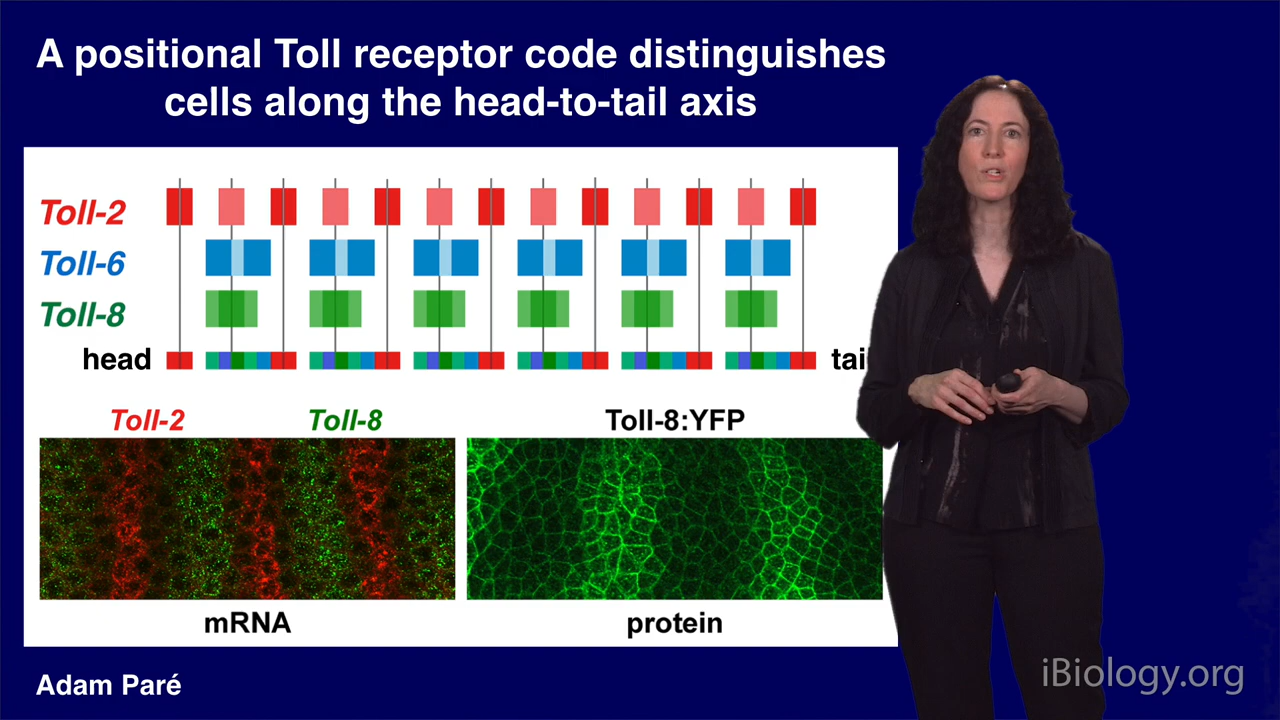 A positional Toll receptor code distinguishes
cells along the head-to-tail axis
Toll-2
Toll-6
Toll-8
head
tail
Toll-2 Toll-8 Toll-8:YFP
mRNA protein
Adam Paré
iBiology.org